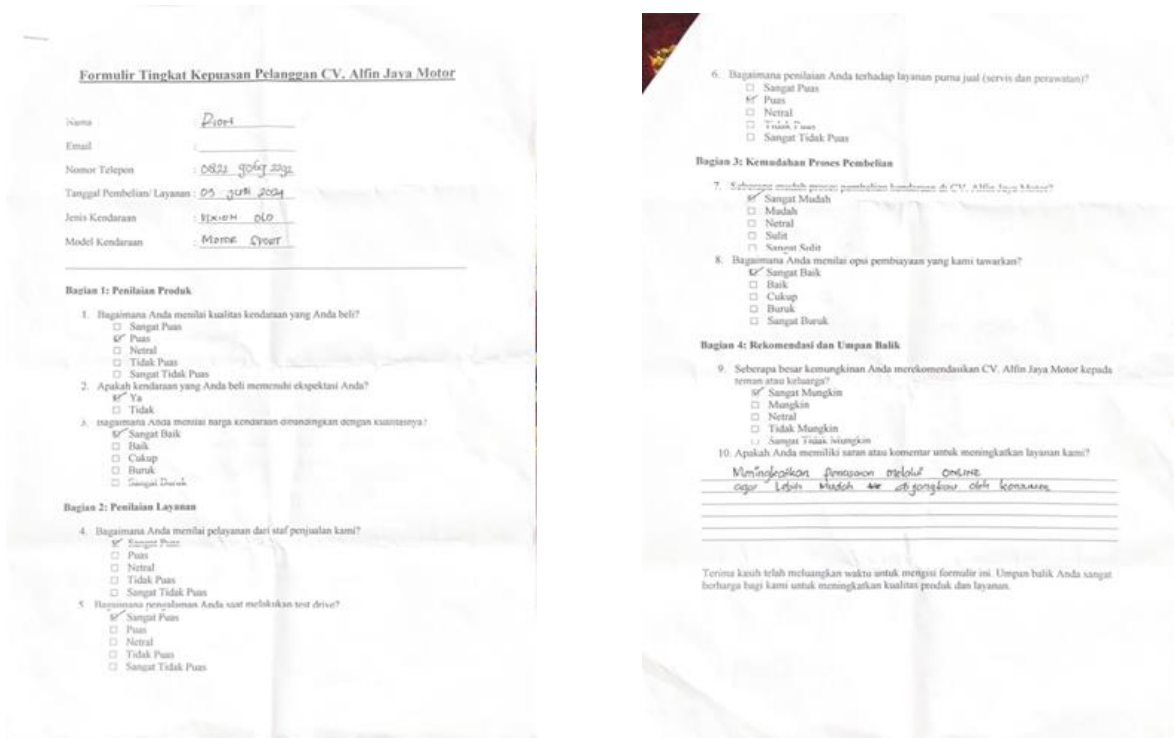 Formulir Tingkat Kepuasan Pelanggan CV. Alfin Jaya Motor
Nama :
Email :
Nomor Telepon :
Tanggal Pembelian/ Layanan : 03 2024
Jenis Kendaraan : VIXION OLD
Model Kendaraan : MOTOR SPORT
Bagian 1: Penilaian Produk
1. Bagaimana Anda menilai kualitas kendaraan yang Anda beli?
☐ Sangat Puas
☑ Puas
☐ Netral
☐ Tidak Puas
☐ Sangat Tidak Puas
2. Apakah kendaraan yang Anda beli memenuhi ekspektasi Anda?
☑ Ya
☐ Tidak
3. Bagaimana Anda menilai harga kendaraan dibandingkan dengan kualitasnya?
☑ Sangat Baik
☐ Baik
☐ Cukup
☐ Buruk
☐ Sangat Buruk
Bagian 2: Penilaian Layanan
4. Bagaimana Anda menilai pelayanan dari staf penjualan kami?
☑ Sangat Puas
☐ Puas
☐ Netral
☐ Tidak Puas
☐ Sangat Tidak Puas
5. Bagaimana pengalaman Anda saat melakukan test drive?
☑ Sangat Puas
☐ Puas
☐ Netral
☐ Tidak Puas
☐ Sangat Tidak Puas
6. Bagaimana penilaian Anda terhadap layanan purna jual (servis dan perawatan)?
☐ Sangat Puas
☑ Puas
☐ Netral
☐ Tidak Puas
☐ Sangat Tidak Puas
Bagian 3: Kemudahan Proses Pembelian
7. Seberapa mudah proses pembelian kendaraan di CV. Alfin Jaya Motor?
☑ Sangat Mudah
☐ Mudah
☐ Netral
☐ Sulit
☐ Sangat Sulit
8. Bagaimana Anda menilai opsi pembiayaan yang kami tawarkan?
☑ Sangat Baik
☐ Baik
☐ Cukup
☐ Buruk
☐ Sangat Buruk
Bagian 4: Rekomendasi dan Umpan Balik
9. Seberapa besar kemungkinan Anda merekomendasikan CV. Alfin Jaya Motor kepada
teman atau keluarga?
☑ Sangat Mungkin
☐ Mungkin
☐ Netral
☐ Tidak Mungkin
☐ Sangat Tidak Mungkin
10. Apakah Anda memiliki saran atau komentar untuk meningkatkan layanan kami?
Meningkatkan Pemasaran melalui ONLINE
agar Lebih Mudah di jangkau oleh konsumen
Terima kasih telah meluangkan waktu untuk mengisi formulir ini. Umpan balik Anda sangat
berharga bagi kami untuk meningkatkan kualitas produk dan layanan.